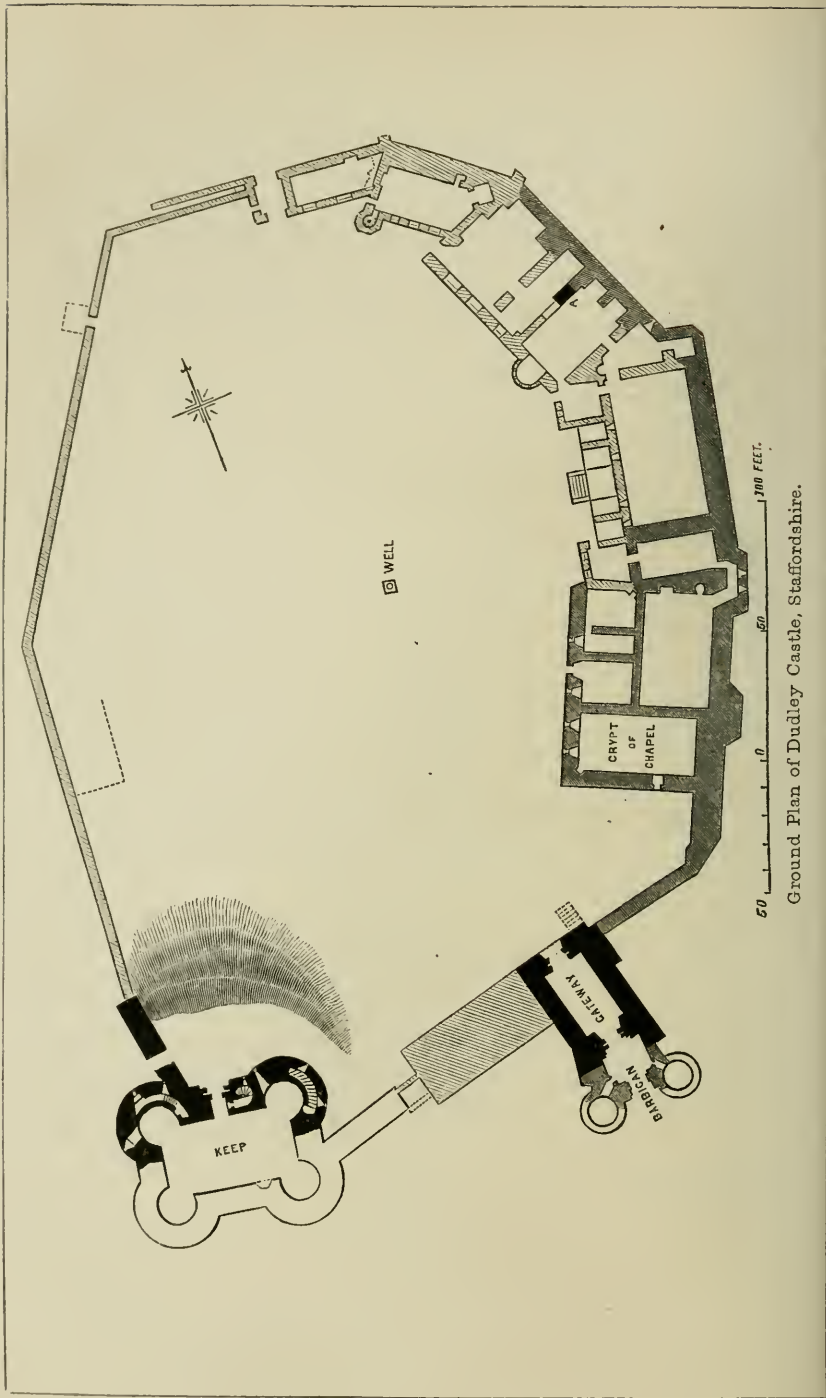 WELL
CRYPT
OF
CHAPEL
KEEP
GATEWAY
BARBICAN
A
50 0 50 100 FEET.
Ground Plan of Dudley Castle, Staffordshire.